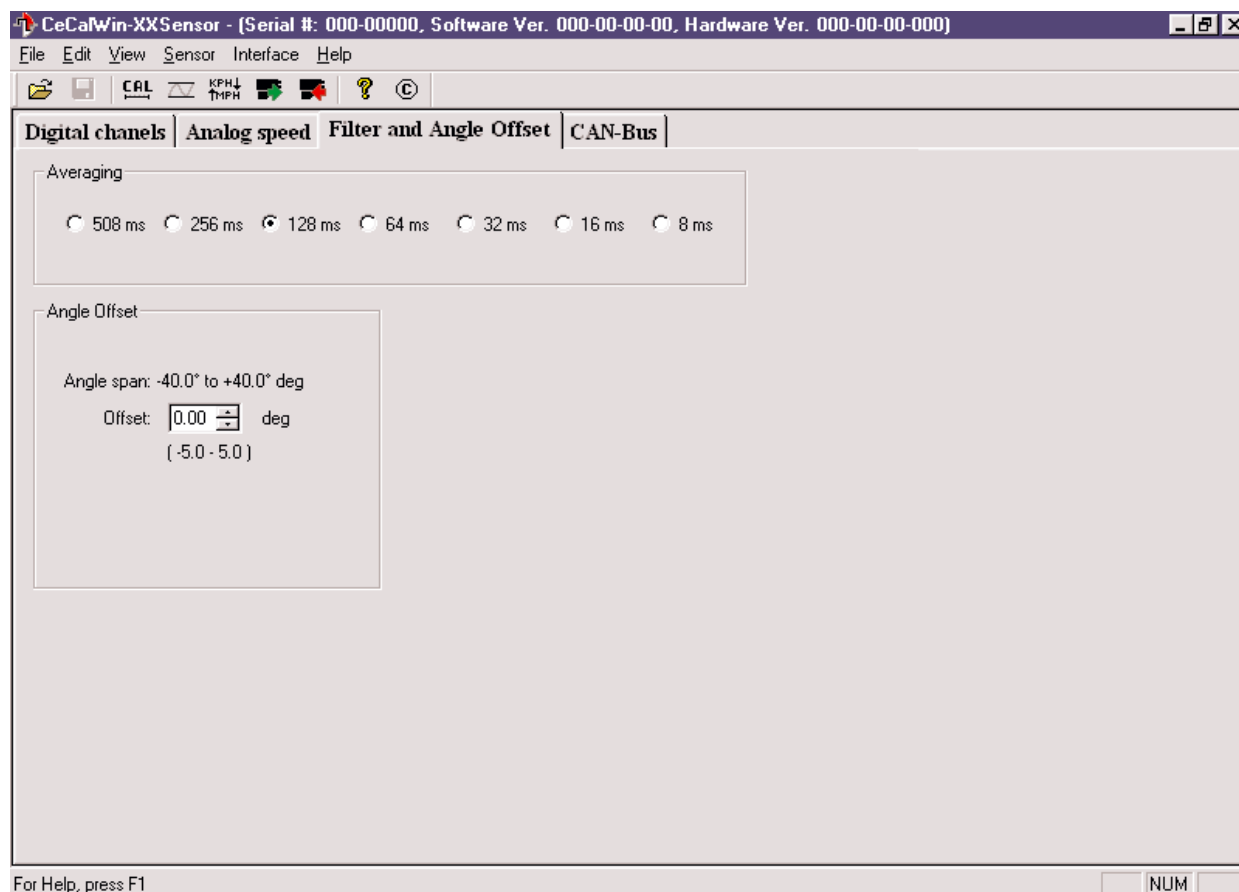 CeCalWin-XXSensor - (Serial #: 000-00000, Software Ver. 000-00-00-00, Hardware Ver. 000-00-00-000)
File Edit View Sensor Interface Help
CAL KPH MPH ? ©
Digital chanels Analog speed Filter and Angle Offset CAN-Bus
Averaging
508 ms 256 ms 128 ms 64 ms 32 ms 16 ms 8 ms
Angle Offset
Angle span: -40.0° to +40.0° deg
Offset: 0.00 deg
( -5.0 - 5.0 )
For Help, press F1 NUM